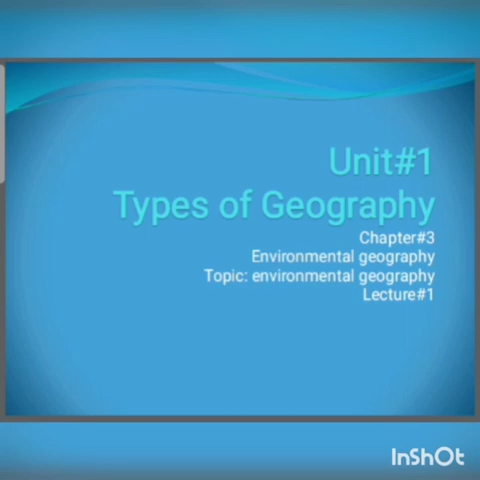 Unit#1
Types of Geography
Chapter#3
Environmental geography
Topic: environmental geography
Lecture#1
InShOt